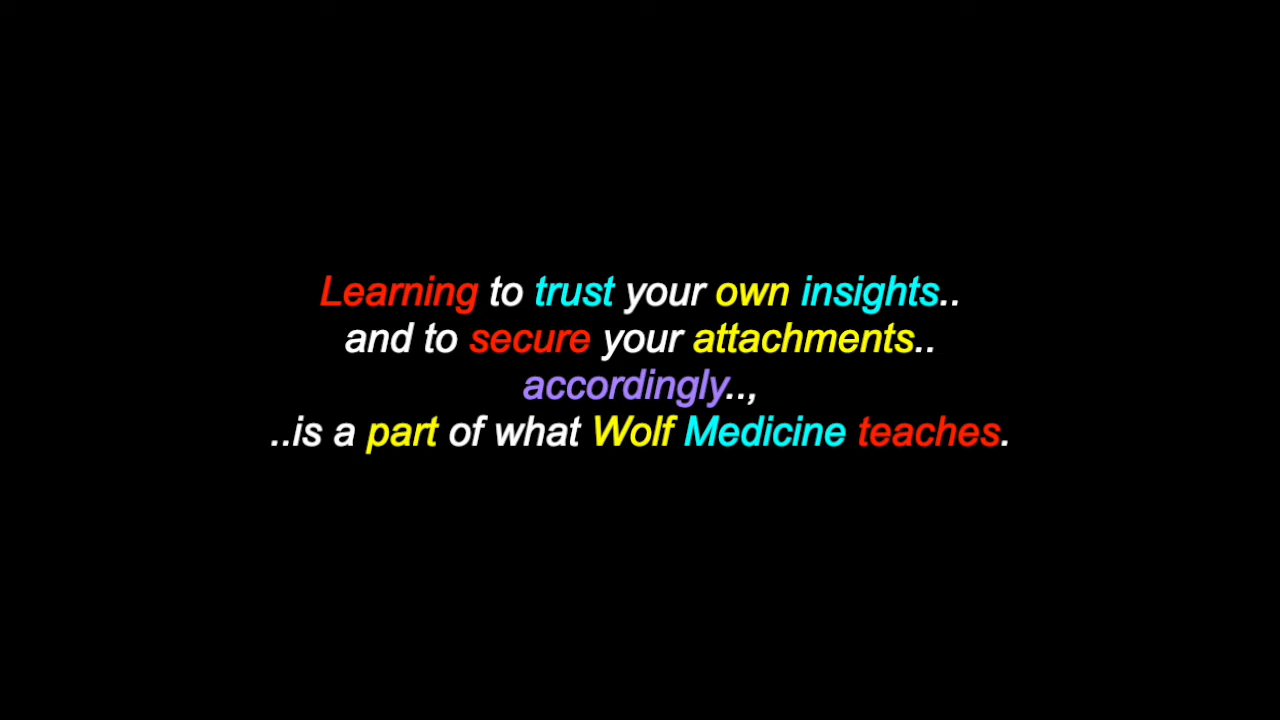 Learning to trust your own insights..
and to secure your attachments..
accordingly..,
..is a part of what Wolf Medicine teaches.